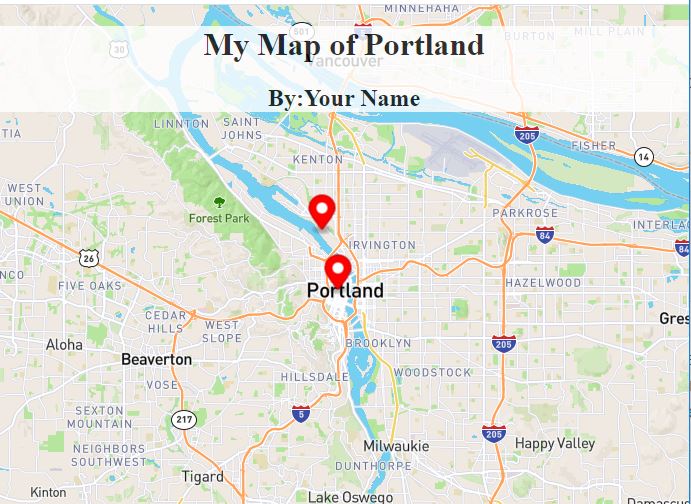 MINNEHAHA
30
501
BURTON
MILL PLAIN
My Map of Portland
Vancouver
By:Your Name
LINNTON
SAINT
JOHNS
TIA
205
FISHER
14
KENTON
WEST
UNION
Forest Park
PARKROSE
INTERLA
84
IRVINGTON
84
26
NCO
FIVE OAKS
Portland
HAZELWOOD
CEDAR
HILLS
WEST
SLOPE
Gres
Aloha
Beaverton
BROOKLYN
205
VOSE
HILLSDALE
WOODSTOCK
SEXTON
MOUNTAIN
217
5
205
Happy Valley
NEIGHBORS
SOUTHWEST
Milwaukie
DUNTHORPE
Tigard
Kinton
Lake Oswego
Damascus